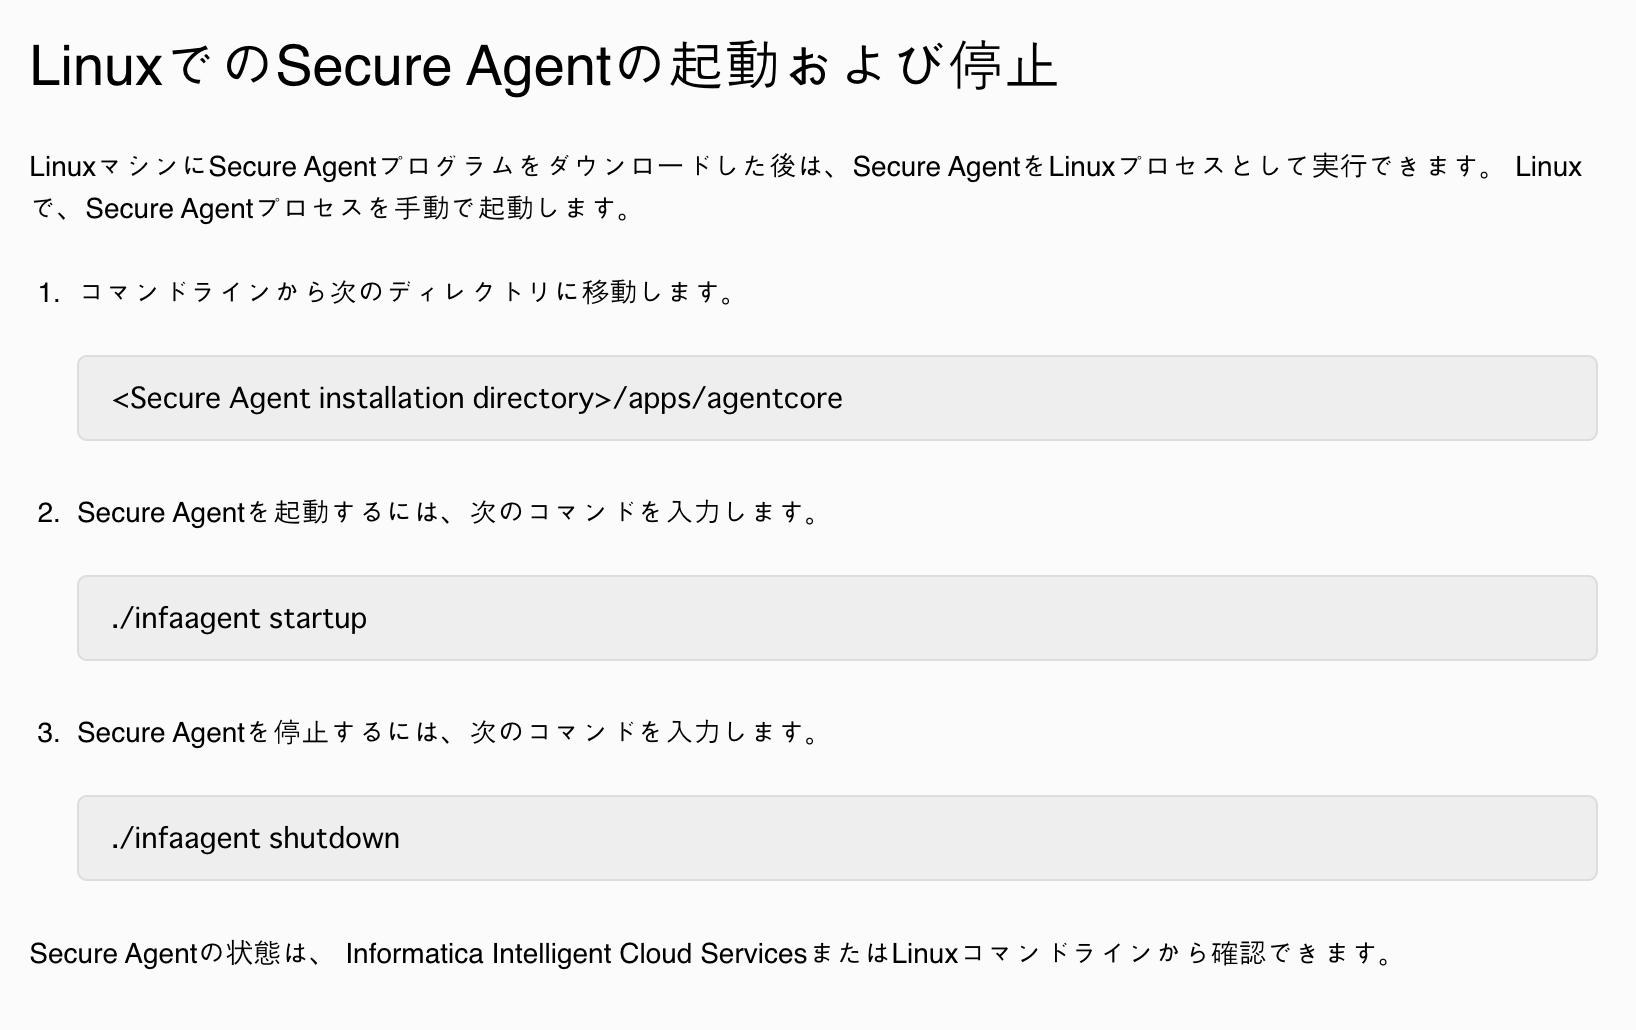 LinuxでのSecure Agentの起動および停止
LinuxマシンにSecure Agentプログラムをダウンロードした後は、Secure AgentをLinuxプロセスとして実行できます。 Linux
で、Secure Agentプロセスを手動で起動します。
1. コマンドラインから次のディレクトリに移動します。
<Secure Agent installation directory>/apps/agentcore
2. Secure Agentを起動するには、次のコマンドを入力します。
./infaagent startup
3. Secure Agentを停止するには、次のコマンドを入力します。
./infaagent shutdown
Secure Agentの状態は、 Informatica Intelligent Cloud ServicesまたはLinuxコマンドラインから確認できます。